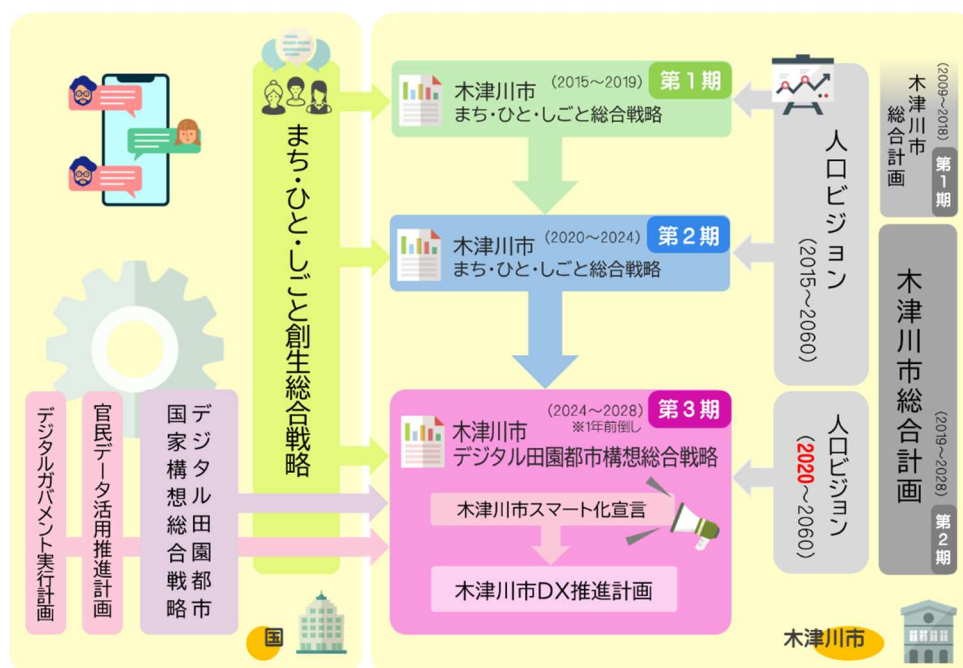 まち・ひと・しごと創生総合戦略
デジタルガバメント実行計画
官民データ活用推進計画
デジタル田園都市
国家構想総合戦略
国
木津川市
(2015～2019)
第1期
まち・ひと・しごと総合戦略
木津川市
(2020～2024)
第2期
まち・ひと・しごと総合戦略
(2024～2028)
※1年前倒し
第3期
木津川市
デジタル田園都市構想総合戦略
木津川市スマート化宣言
木津川市DX推進計画
人口ビジョン
(2015～2060)
人口ビジョン
(2020～2060)
(2009～2018)
木津川市
総合計画
第1期
木津川市総合計画
(2019～2028)
第2期
木津川市